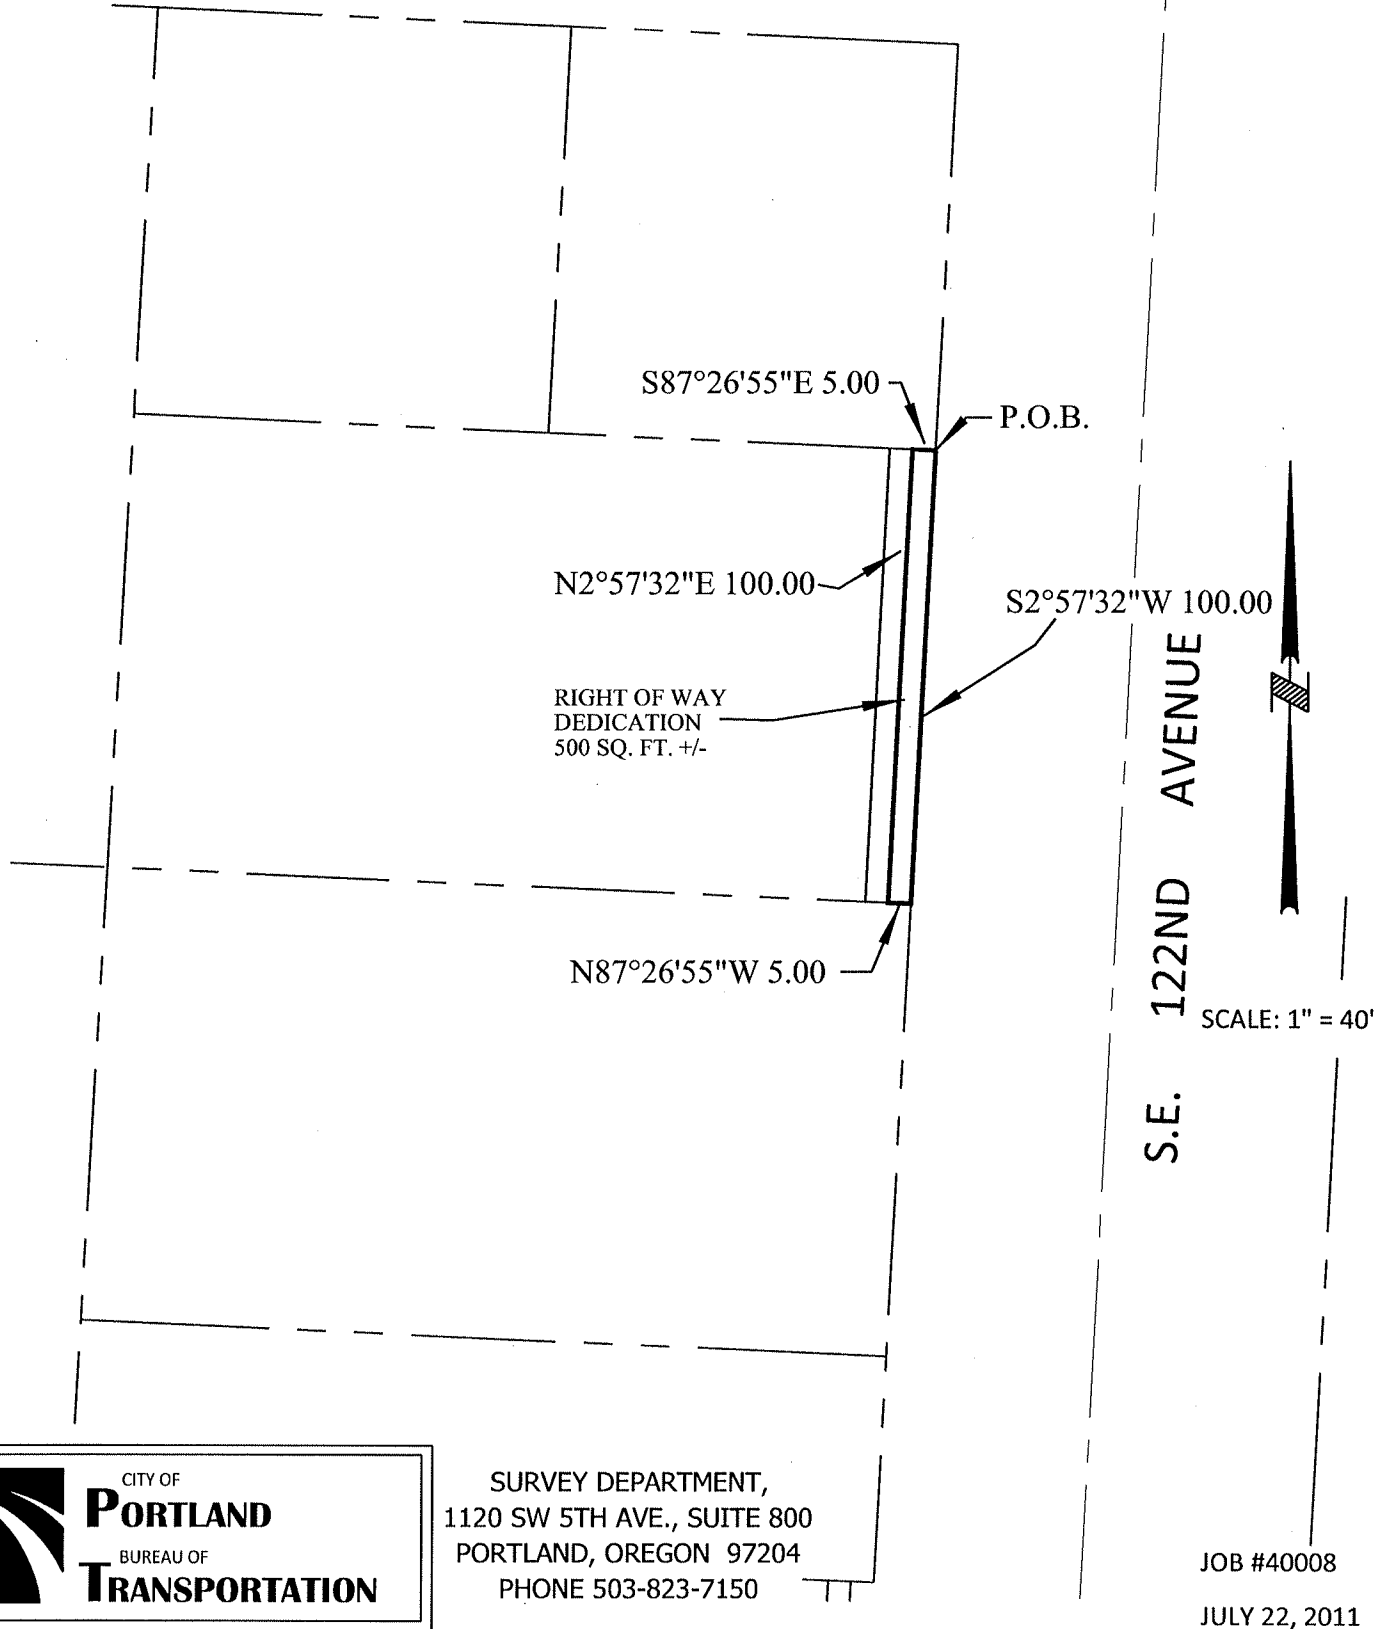 S87°26'55"E 5.00
P.O.B.
N2°57'32"E 100.00
S2°57'32"W 100.00
RIGHT OF WAY
DEDICATION
500 SQ. FT. +/-
N87°26'55"W 5.00
S.E. 122ND AVENUE
SCALE: 1" = 40'
CITY OF
PORTLAND
BUREAU OF
TRANSPORTATION
SURVEY DEPARTMENT,
1120 SW 5TH AVE., SUITE 800
PORTLAND, OREGON 97204
PHONE 503-823-7150
JOB #40008
JULY 22, 2011